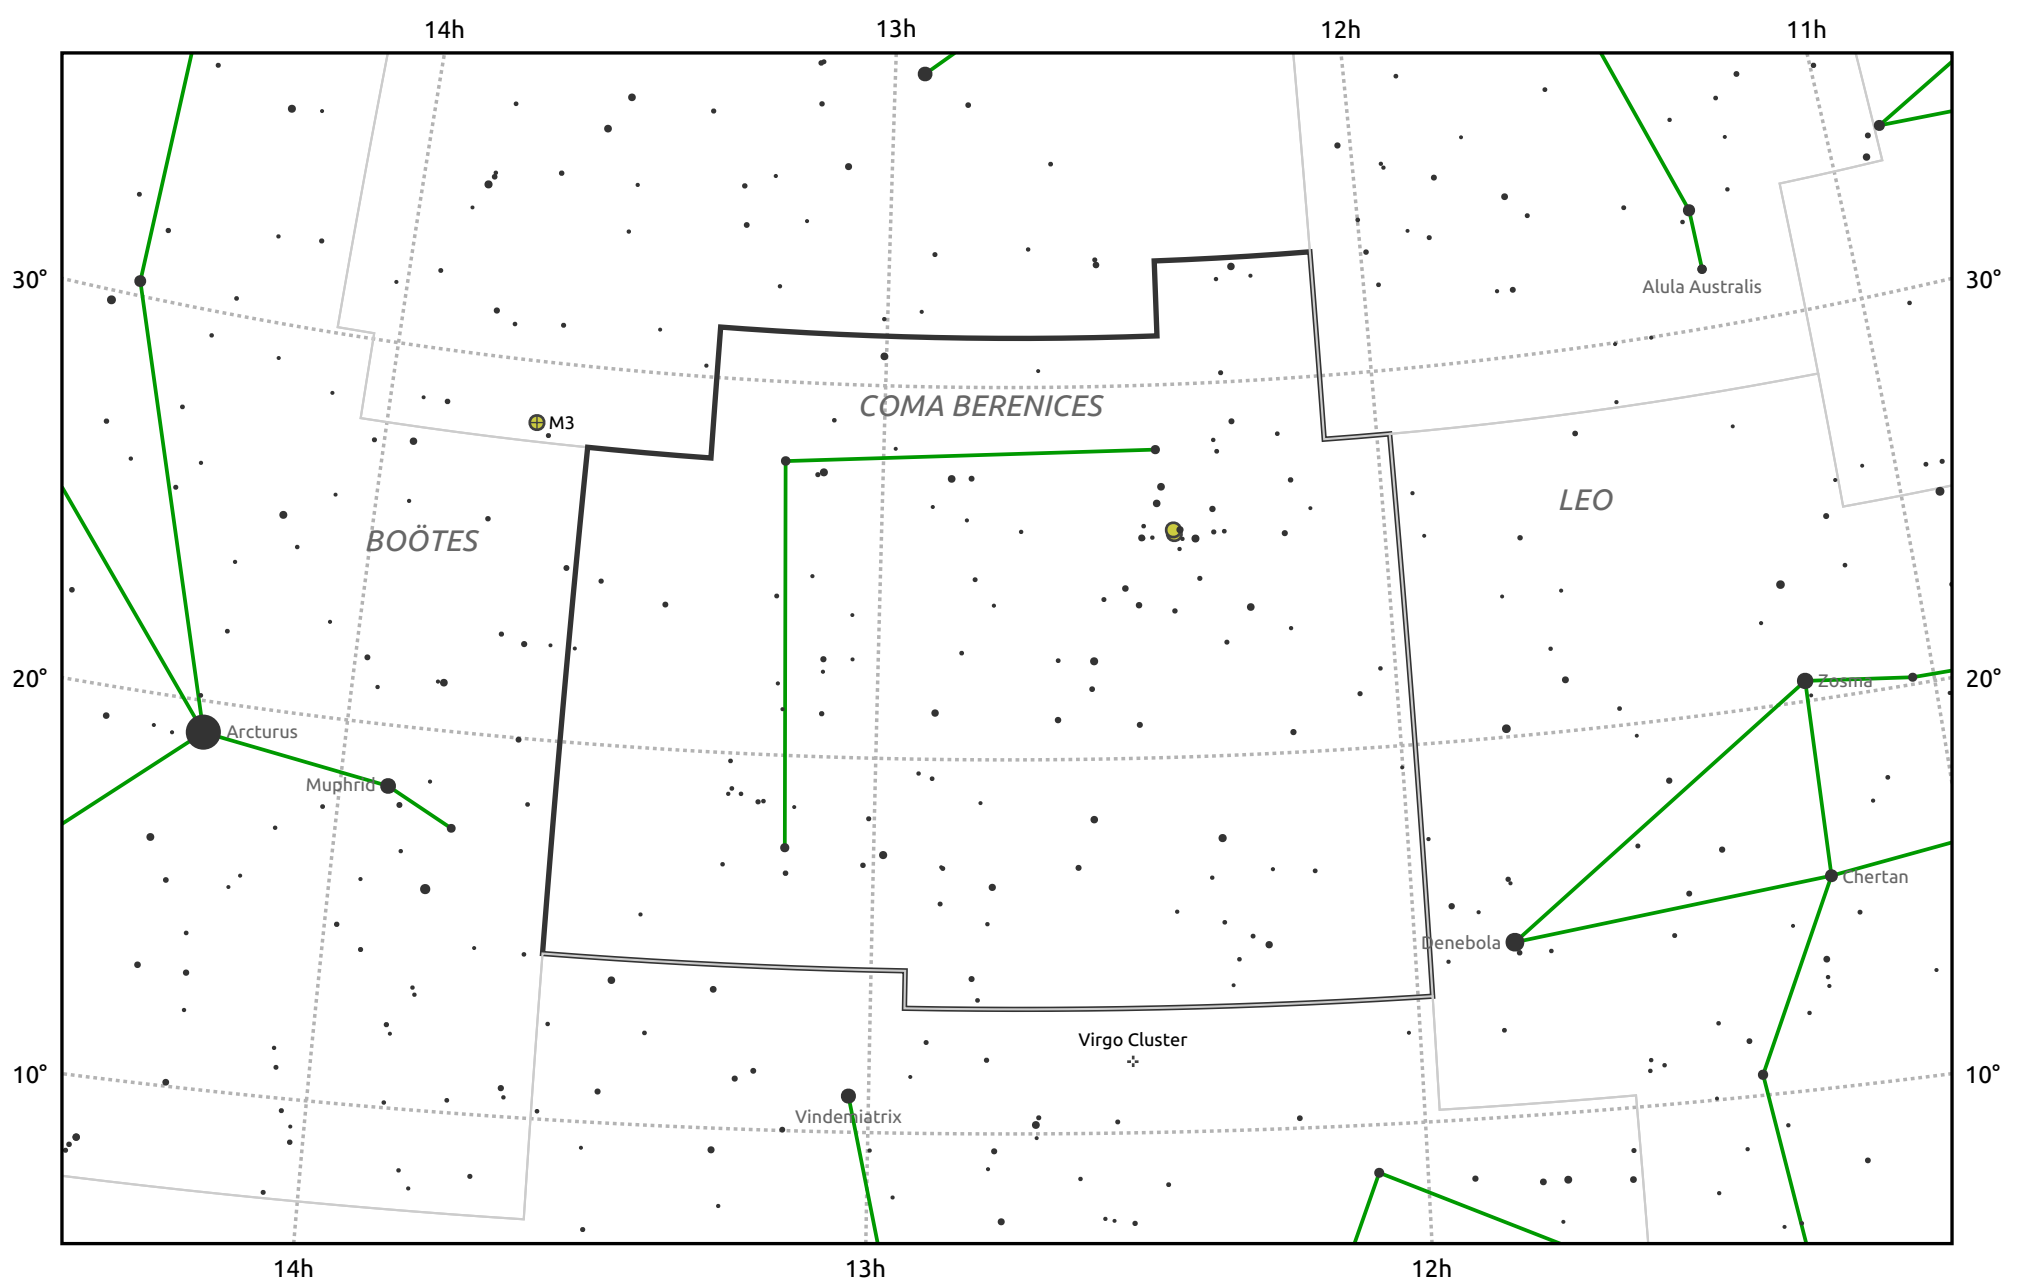 14h 13h 12h 11h
30° 30°
Alula Australis
COMA BERENICES
M3
LEO
BOÖTES
20° 20°
Zosma
Arcturus
Muphrid
Chertan
Denebola
Virgo Cluster
10° 10°
Vindemiatrix
14h 13h 12h